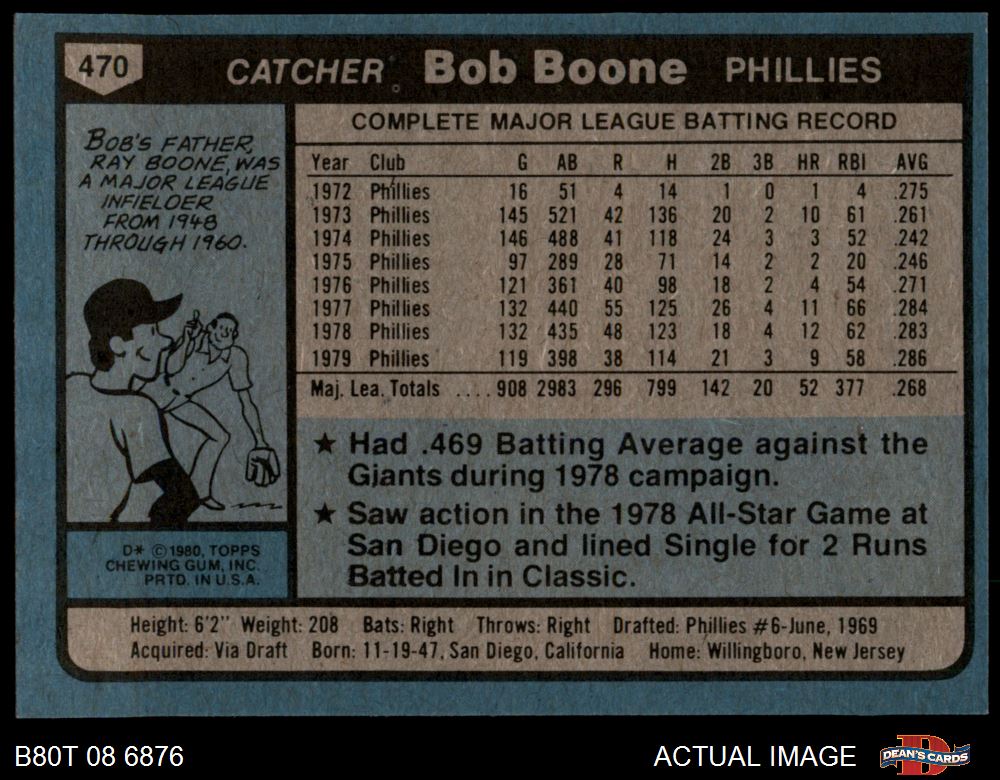 470 CATCHER Bob Boone PHILLIES
BOB'S FATHER,
RAY BOONE, WAS
A MAJOR LEAGUE
INFIELDER
FROM 1948
THROUGH 1960.
D* © 1980, TOPPS
CHEWING GUM, INC.
PRTD. IN U.S.A.
COMPLETE MAJOR LEAGUE BATTING RECORD
Year Club G AB R H 2B 3B HR RBI AVG
1972 Phillies 16 51 4 14 1 0 1 4 .275
1973 Phillies 145 521 42 136 20 2 10 61 .261
1974 Phillies 146 488 41 118 24 3 3 52 .242
1975 Phillies 97 289 28 71 14 2 2 20 .246
1976 Phillies 121 361 40 98 18 2 4 54 .271
1977 Phillies 132 440 55 125 26 4 11 66 .284
1978 Phillies 132 435 48 123 18 4 12 62 .283
1979 Phillies 119 398 38 114 21 3 9 58 .286
Maj. Lea. Totals .... 908 2983 296 799 142 20 52 377 .268
★ Had .469 Batting Average against the
Giants during 1978 campaign.
★ Saw action in the 1978 All-Star Game at
San Diego and lined Single for 2 Runs
Batted In in Classic.
Height: 6'2" Weight: 208 Bats: Right Throws: Right Drafted: Phillies #6-June, 1969
Acquired: Via Draft Born: 11-19-47, San Diego, California Home: Willingboro, New Jersey
B80T 08 6876 ACTUAL IMAGE DEAN'S CARDS